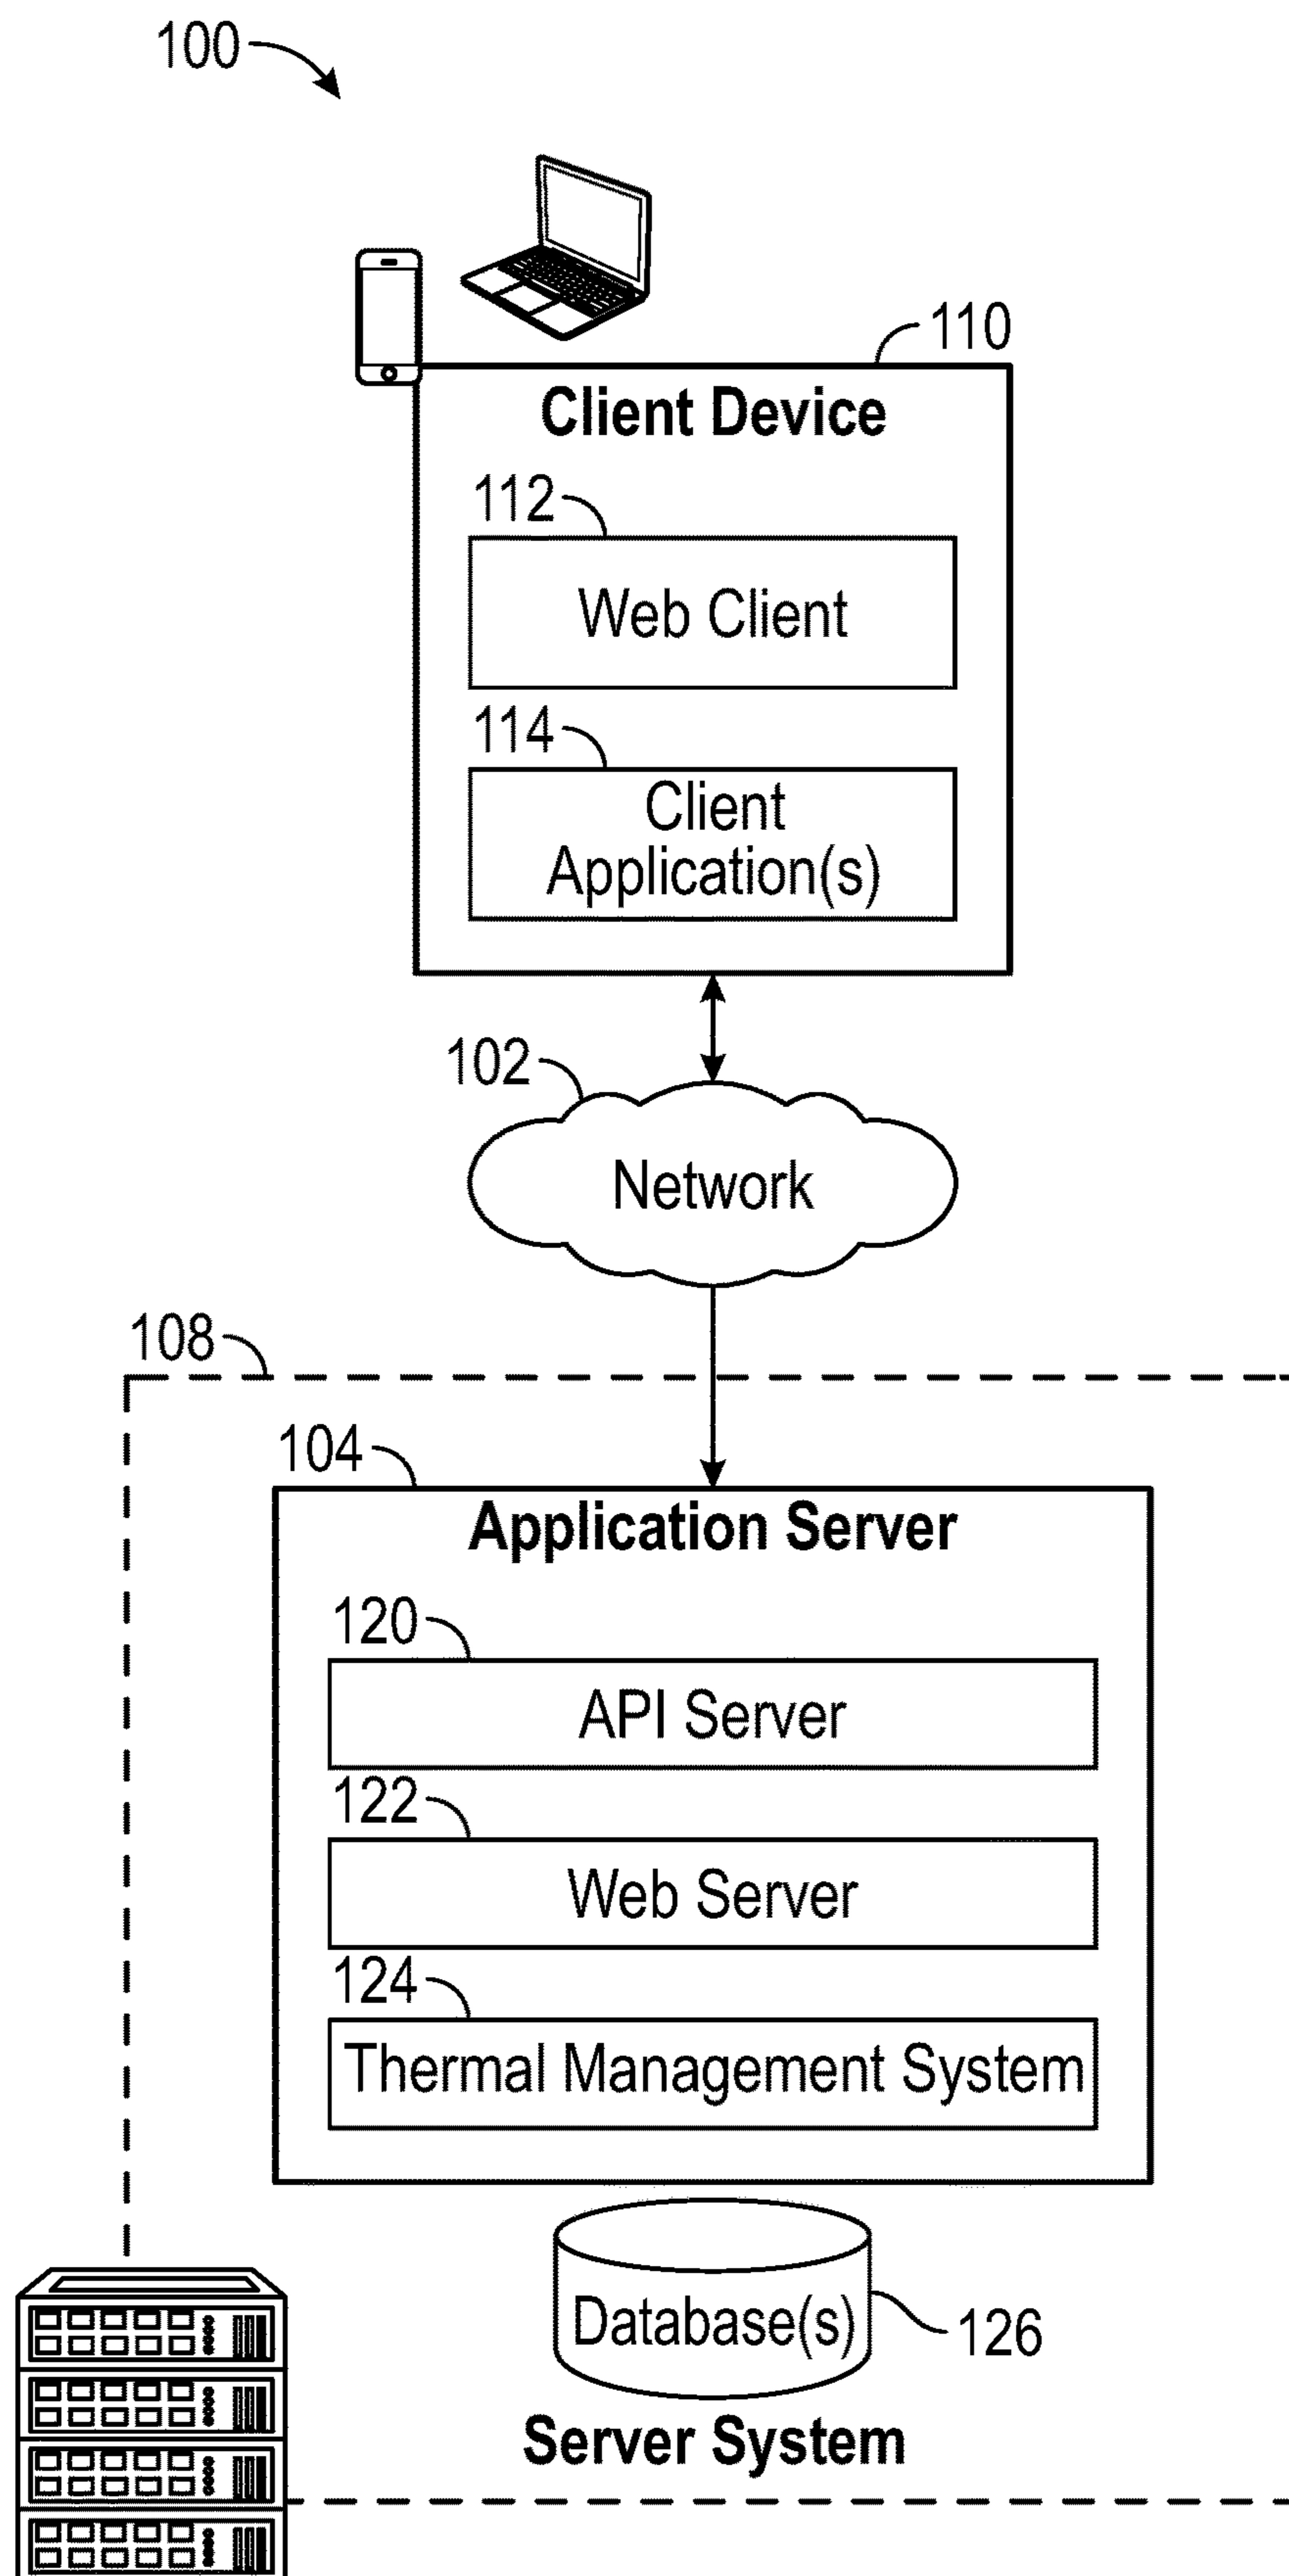 100
110
Client Device
112
Web Client
114
Client
Application(s)
102
Network
108
104
Application Server
120
API Server
122
Web Server
124
Thermal Management System
Database(s)
126
Server System